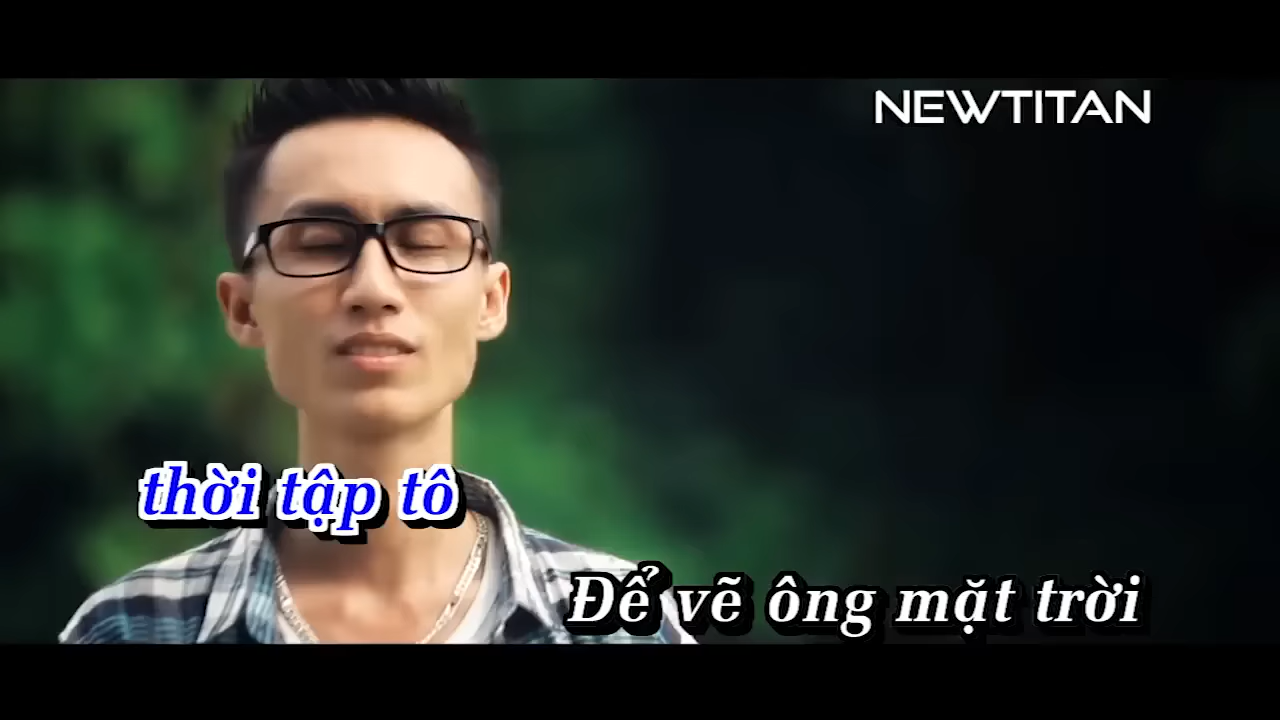 NEWTITAN
thời tập tô
Để vẽ ông mặt trời